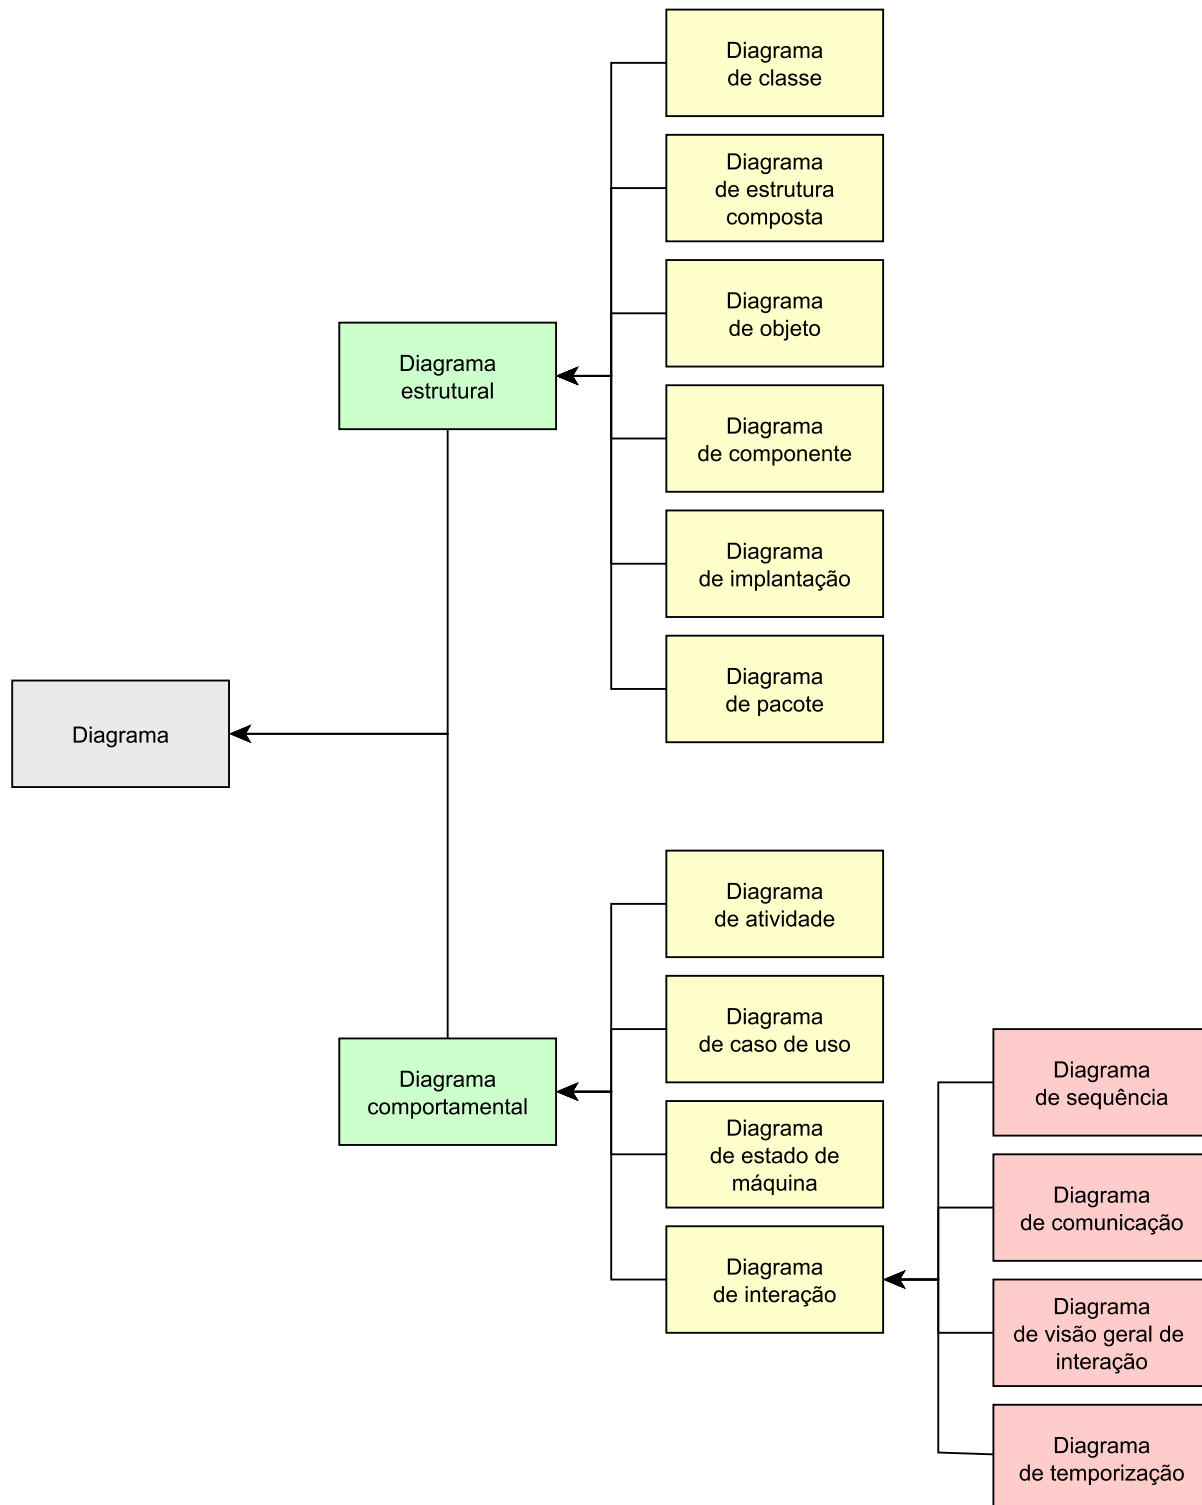 Diagrama
de classe
Diagrama
de estrutura
composta
Diagrama
de objeto
Diagrama
estrutural
Diagrama
de componente
Diagrama
de implantação
Diagrama
de pacote
Diagrama
Diagrama
de atividade
Diagrama
de caso de uso
Diagrama
comportamental
Diagrama
de estado de
máquina
Diagrama
de interação
Diagrama
de sequência
Diagrama
de comunicação
Diagrama
de visão geral de
interação
Diagrama
de temporização